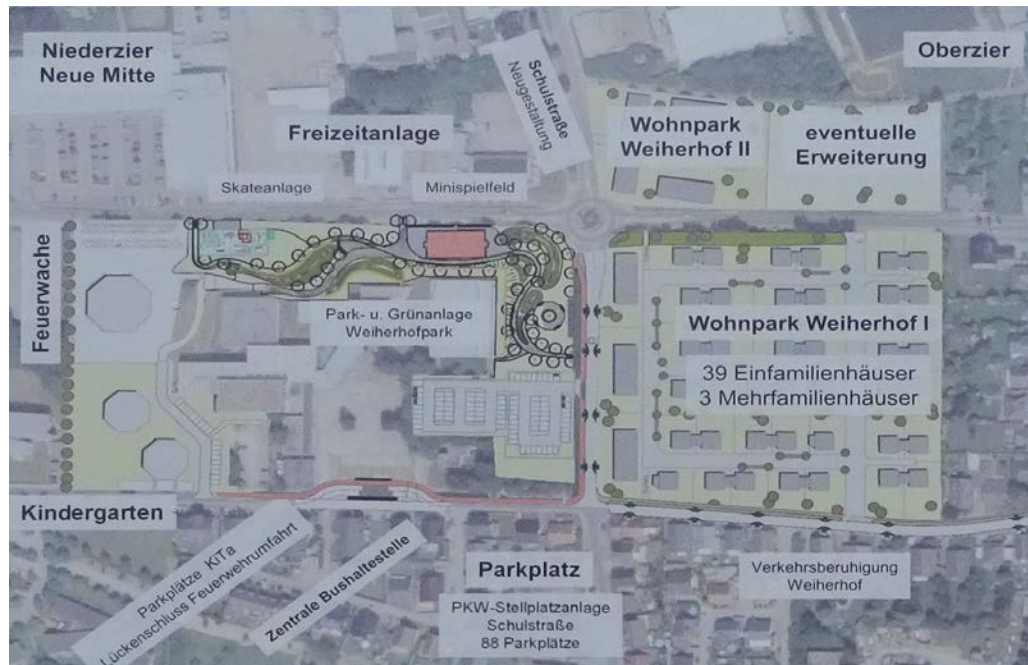 Niederzier
Neue Mitte
Oberzier
Schulstraße
Neugestaltung
Freizeitanlage
Wohnpark
Weiherhof II
eventuelle
Erweiterung
Skateanlage
Minispielfeld
Feuerwache
Park- u. Grünanlage
Weiherhofpark
Wohnpark Weiherhof I
39 Einfamilienhäuser
3 Mehrfamilienhäuser
Kindergarten
Parkplätze KiTa
Lückenschluss Feuerwehrumfahrt
Zentrale Bushaltestelle
Parkplatz
PKW-Stellplatzanlage
Schulstraße
88 Parkplätze
Verkehrsberuhigung
Weiherhof